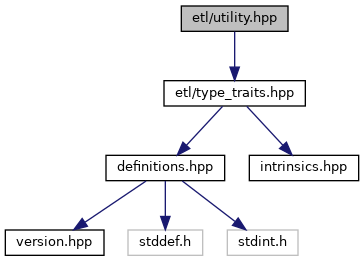 etl/utility.hpp
etl/type_traits.hpp
definitions.hpp
intrinsics.hpp
version.hpp
stddef.h
stdint.h